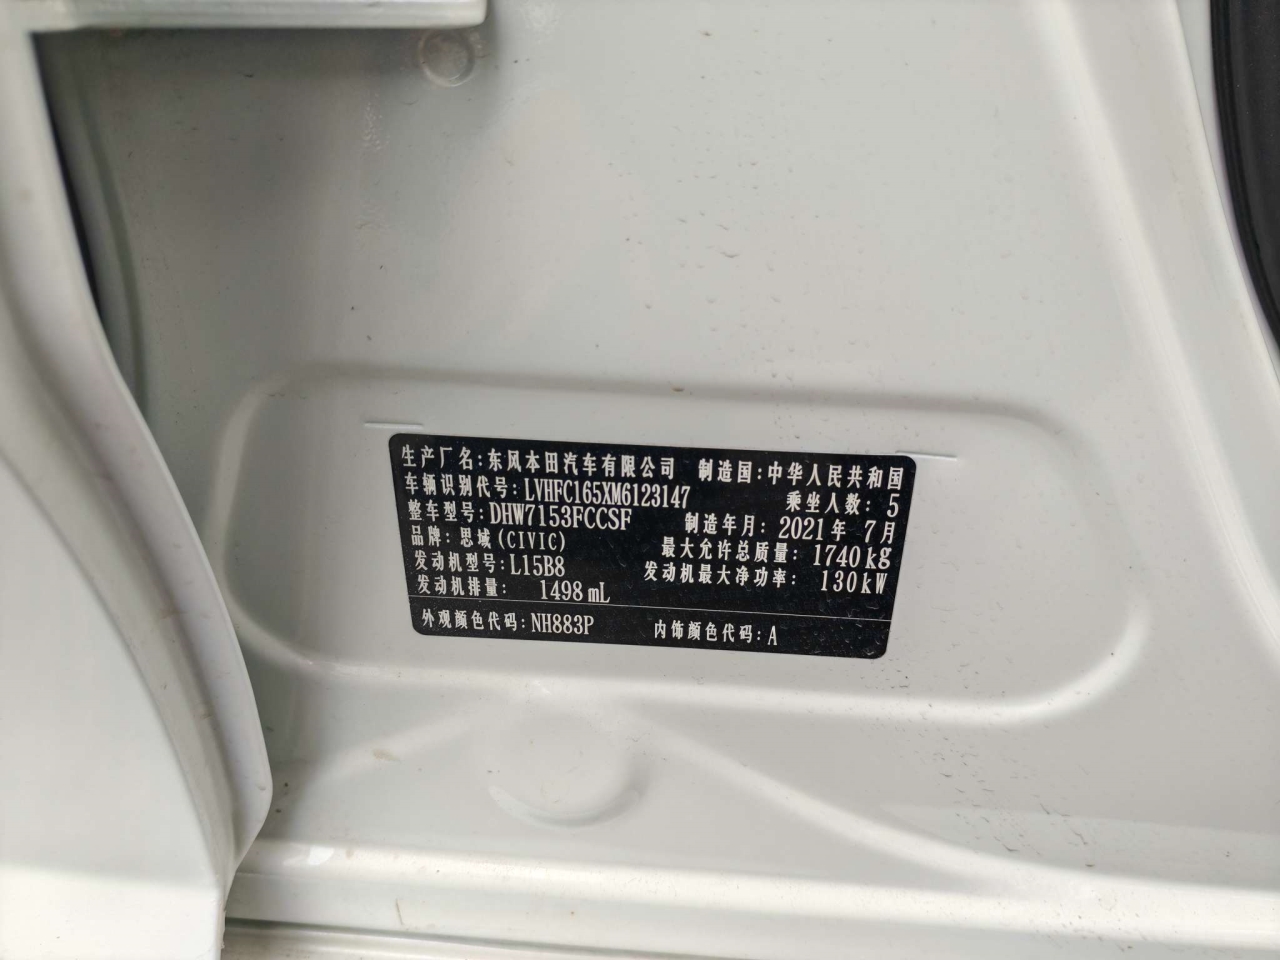 生产厂名：东风本田汽车有限公司 制造国：中华人民共和国
车辆识别代号：LVHFC165XM6123147 乘坐人数：5
整车型号：DHW7153FCCSF 制造年月：2021年 7月
品牌：思域(CIVIC) 最大允许总质量：1740kg
发动机型号：L15B8 发动机最大净功率：130kW
发动机排量：1498mL
外观颜色代码：NH883P 内饰颜色代码：A